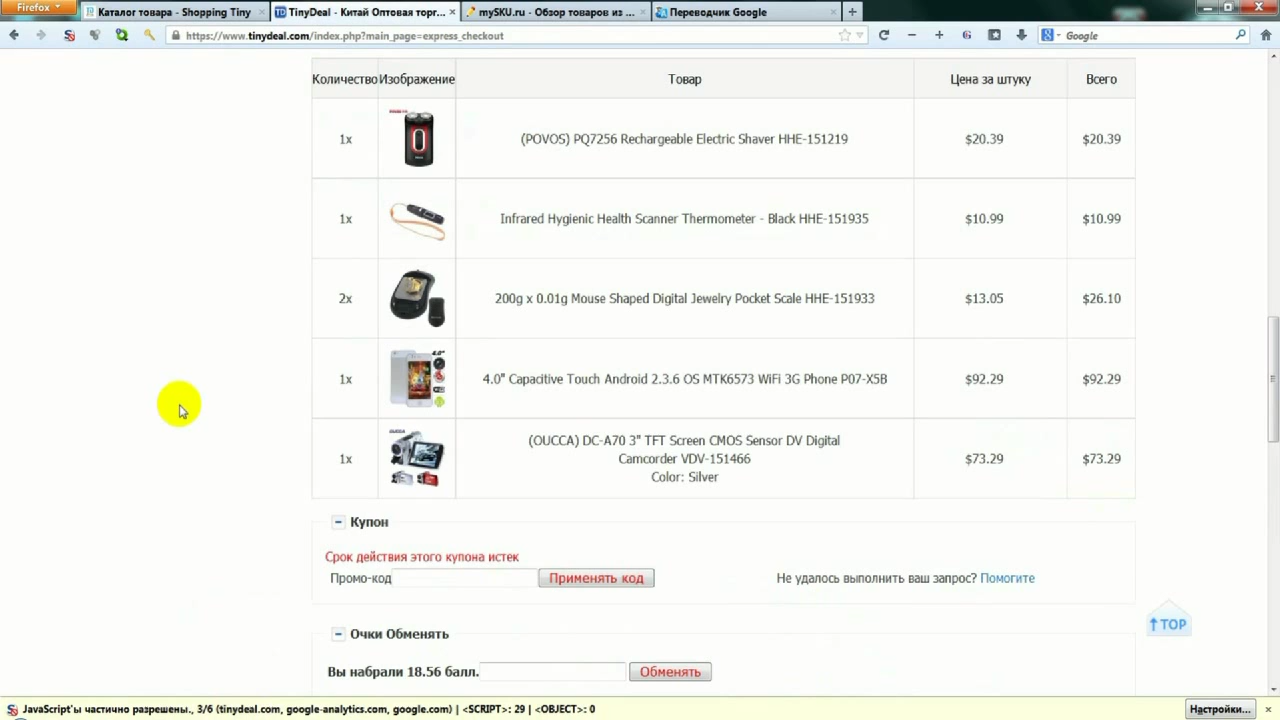 Firefox
Каталог товара - Shopping Tiny
TinyDeal - Китай Оптовая торг...
mySKU.ru - Обзор товаров из ...
Переводчик Google
https://www.tinydeal.com/index.php?main_page=express_checkout
Google
Количество Изображение Товар Цена за штуку Всего
1x (POVOS) PQ7256 Rechargeable Electric Shaver HHE-151219 $20.39 $20.39
1x Infrared Hygienic Health Scanner Thermometer - Black HHE-151935 $10.99 $10.99
2x 200g x 0.01g Mouse Shaped Digital Jewelry Pocket Scale HHE-151933 $13.05 $26.10
1x 4.0" Capacitive Touch Android 2.3.6 OS MTK6573 WiFi 3G Phone P07-X5B $92.29 $92.29
(OUCCA) DC-A70 3" TFT Screen CMOS Sensor DV Digital
1x Camcorder VDV-151466 $73.29 $73.29
Color: Silver
Купон
Срок действия этого купона истек
Промо-код Применять код Не удалось выполнить ваш запрос? Помогите
TOP
Очки Обменять
Вы набрали 18.56 балл. Обменять
JavaScript'ы частично разрешены., 3/6 (tinydeal.com, google-analytics.com, google.com) | <SCRIPT>: 29 | <OBJECT>: 0
Настройки...